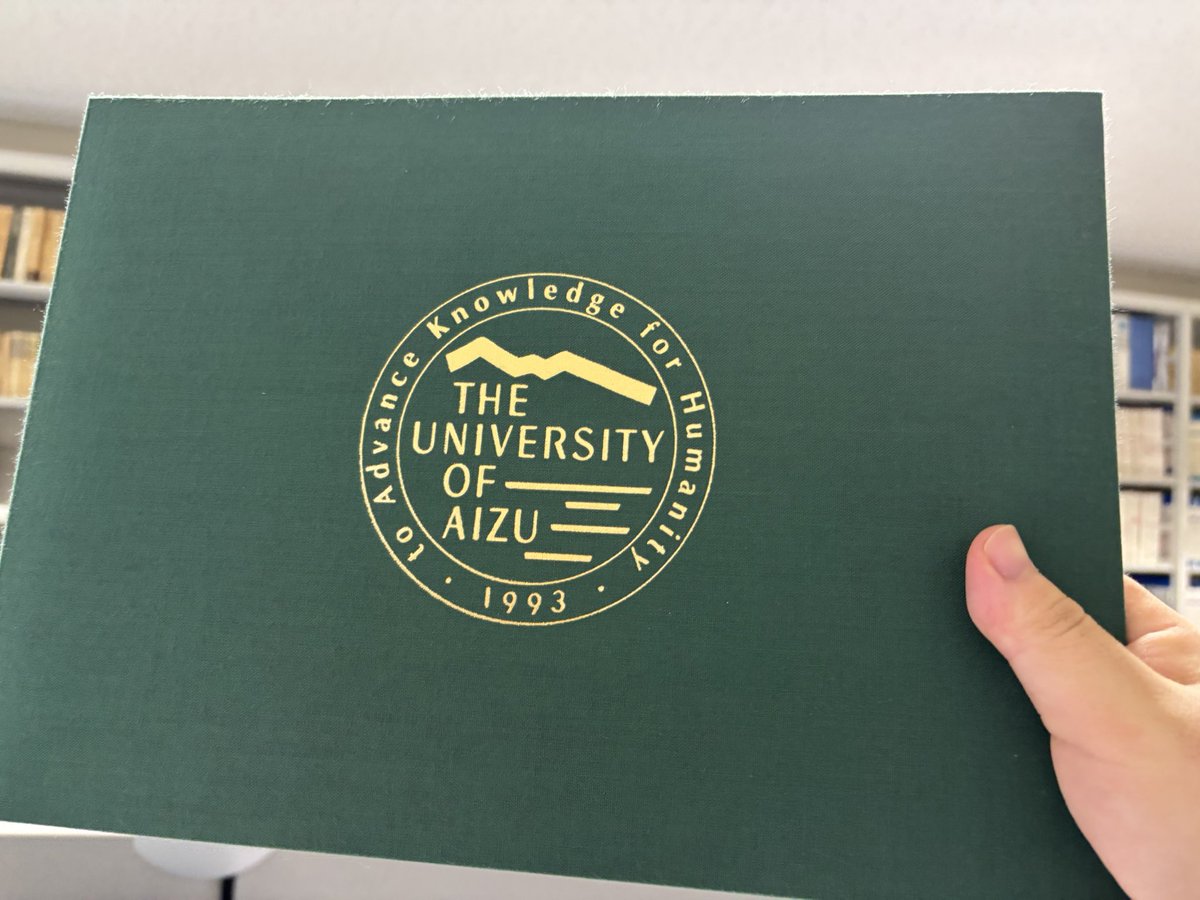 to Advance Knowledge for Humanity
THE
UNIVERSITY
OF
AIZU
· 1993 ·